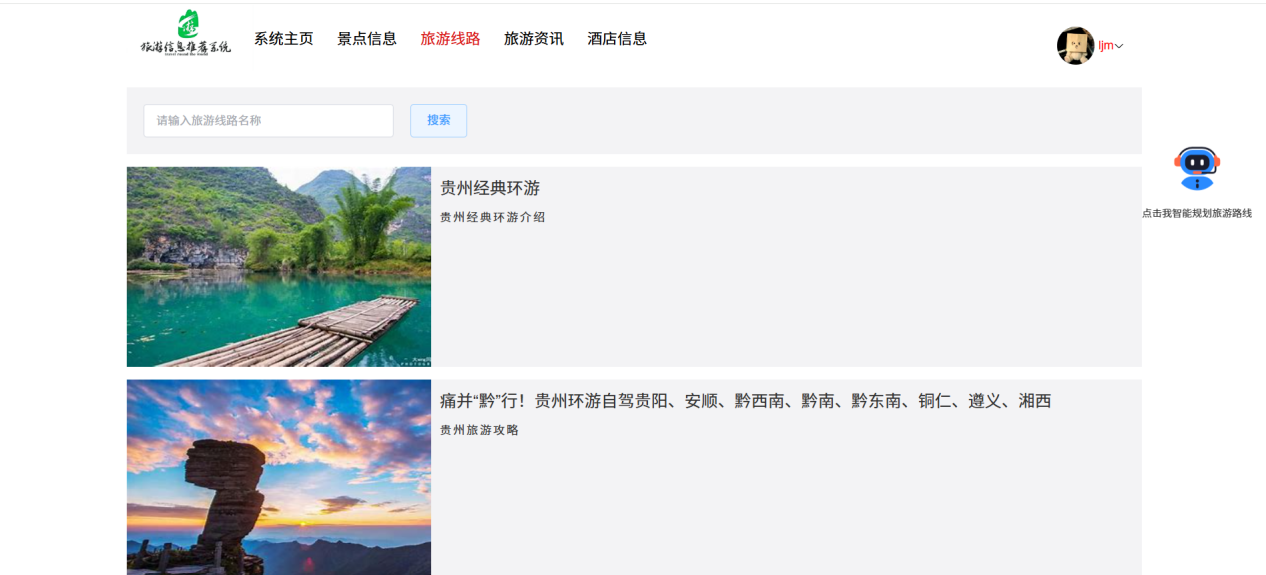 旅游信息推荐系统
travel round the world
系统主页 景点信息 旅游线路 旅游资讯 酒店信息
ljm
请输入旅游线路名称 搜索
点击我智能规划旅游路线
贵州经典环游
贵州经典环游介绍
痛并“黔”行！贵州环游自驾贵阳、安顺、黔西南、黔南、黔东南、铜仁、遵义、湘西
贵州旅游攻略